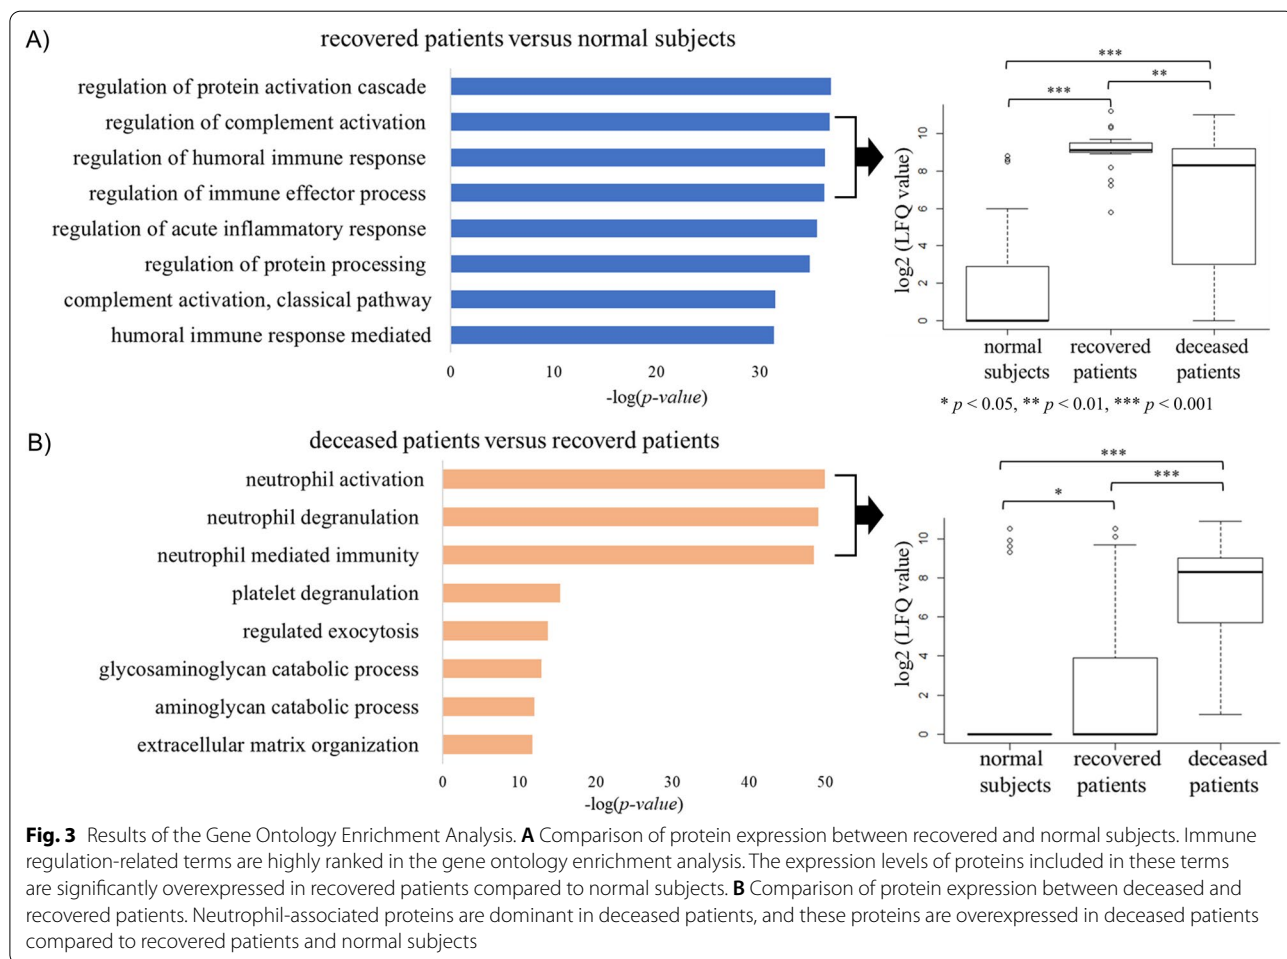 A)
recovered patients versus normal subjects
regulation of protein activation cascade
regulation of complement activation
regulation of humoral immune response
regulation of immune effector process
regulation of acute inflammatory response
regulation of protein processing
complement activation, classical pathway
humoral immune response mediated
0 10 20 30
-log(p-value)
*** 
**
***
log2 (LFQ value)
10
8
6
4
2
0
normal subjects
recovered patients
deceased patients
* p < 0.05, ** p < 0.01, *** p < 0.001
B)
deceased patients versus recoverd patients
neutrophil activation
neutrophil degranulation
neutrophil mediated immunity
platelet degranulation
regulated exocytosis
glycosaminoglycan catabolic process
aminoglycan catabolic process
extracellular matrix organization
0 10 20 30 40 50
-log(p-value)
***
***
*
log2 (LFQ value)
10
8
6
4
2
0
normal subjects
recovered patients
deceased patients
Fig. 3 Results of the Gene Ontology Enrichment Analysis. A Comparison of protein expression between recovered and normal subjects. Immune
regulation-related terms are highly ranked in the gene ontology enrichment analysis. The expression levels of proteins included in these terms
are significantly overexpressed in recovered patients compared to normal subjects. B Comparison of protein expression between deceased and
recovered patients. Neutrophil-associated proteins are dominant in deceased patients, and these proteins are overexpressed in deceased patients
compared to recovered patients and normal subjects